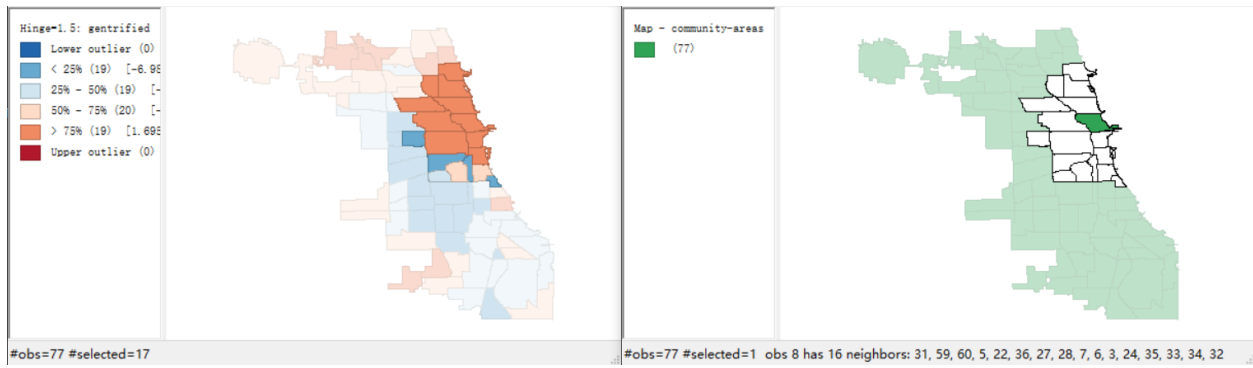 Hinge=1.5: gentrified
Lower outlier (0)
< 25% (19) [-6.98
25% - 50% (19) [-
50% - 75% (20) [-
> 75% (19) [1.695
Upper outlier (0)
#obs=77 #selected=17
Map - community-areas
(77)
#obs=77 #selected=1 obs 8 has 16 neighbors: 31, 59, 60, 5, 22, 36, 27, 28, 7, 6, 3, 24, 35, 33, 34, 32